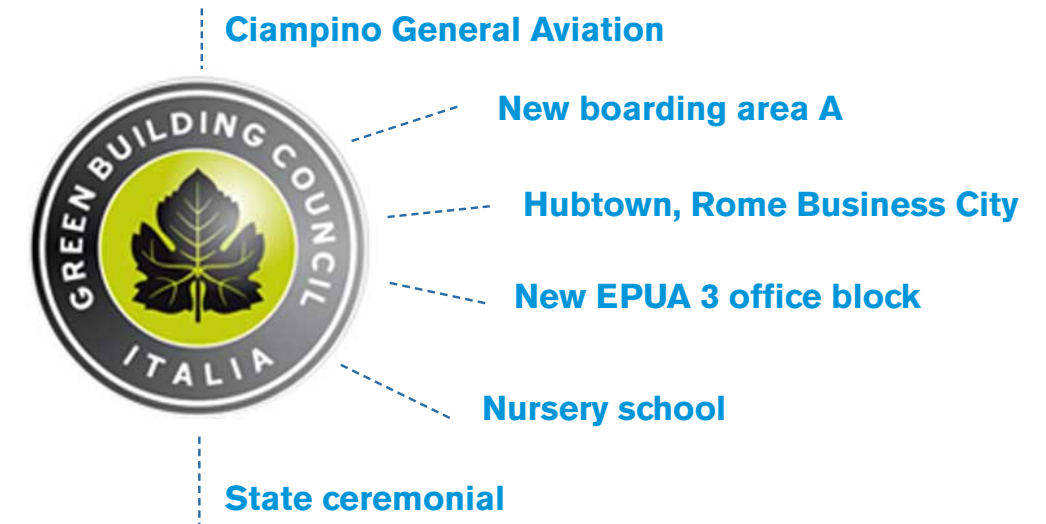 Ciampino General Aviation
New boarding area A
GREEN BUILDING COUNCIL
ITALIA
Hubtown, Rome Business City
New EPUA 3 office block
Nursery school
State ceremonial